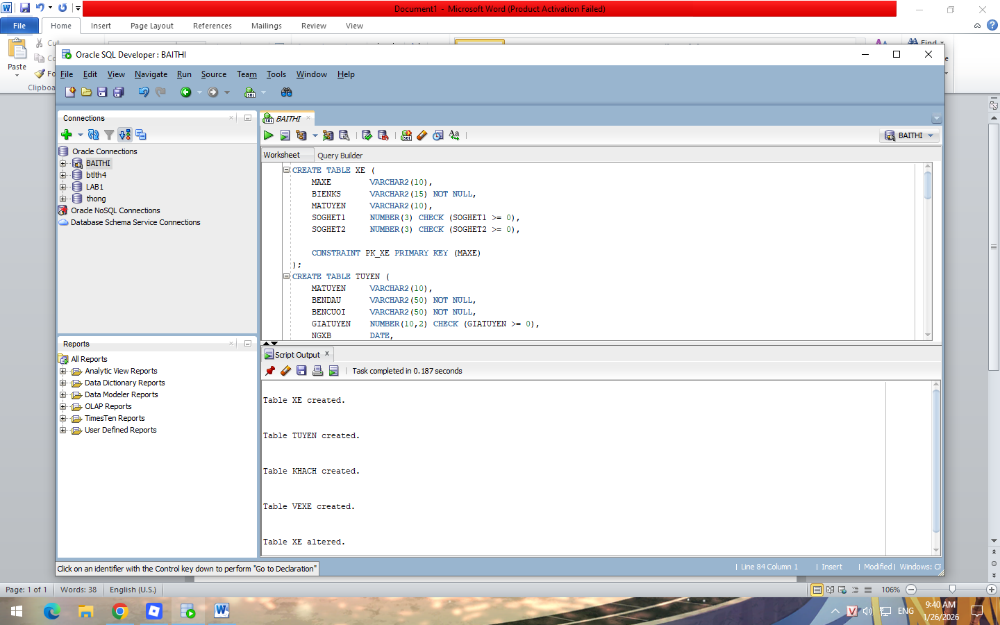 Document1 - Microsoft Word (Product Activation Failed)
File Home Insert Page Layout References Mailings Review View
Cut
Paste
Find
Clipboa
Oracle SQL Developer : BAITHI
File Edit View Navigate Run Source Team Tools Window Help
Connections
Oracle Connections
BAITHI
btlth4
LAB1
thong
Oracle NoSQL Connections
Database Schema Service Connections
Reports
All Reports
Analytic View Reports
Data Dictionary Reports
Data Modeler Reports
OLAP Reports
TimesTen Reports
User Defined Reports
BAITHI
BAITHI
Worksheet Query Builder
CREATE TABLE XE (
MAXE VARCHAR2(10),
BIENKS VARCHAR2(15) NOT NULL,
MATUYEN VARCHAR2(10),
SOGHET1 NUMBER(3) CHECK (SOGHET1 >= 0),
SOGHET2 NUMBER(3) CHECK (SOGHET2 >= 0),
CONSTRAINT PK_XE PRIMARY KEY (MAXE)
);
CREATE TABLE TUYEN (
MATUYEN VARCHAR2(10),
BENDAU VARCHAR2(50) NOT NULL,
BENCUOI VARCHAR2(50) NOT NULL,
GIATUYEN NUMBER(10,2) CHECK (GIATUYEN >= 0),
NGXB DATE,
Script Output
Task completed in 0.187 seconds
Table XE created.
Table TUYEN created.
Table KHACH created.
Table VEXE created.
Table XE altered.
Click on an identifier with the Control key down to perform "Go to Declaration"
Line 84 Column 1 Insert Modified Windows: CF
Page: 1 of 1 Words: 38 English (U.S.) 106%
ENG 9:40 AM
1/26/2026